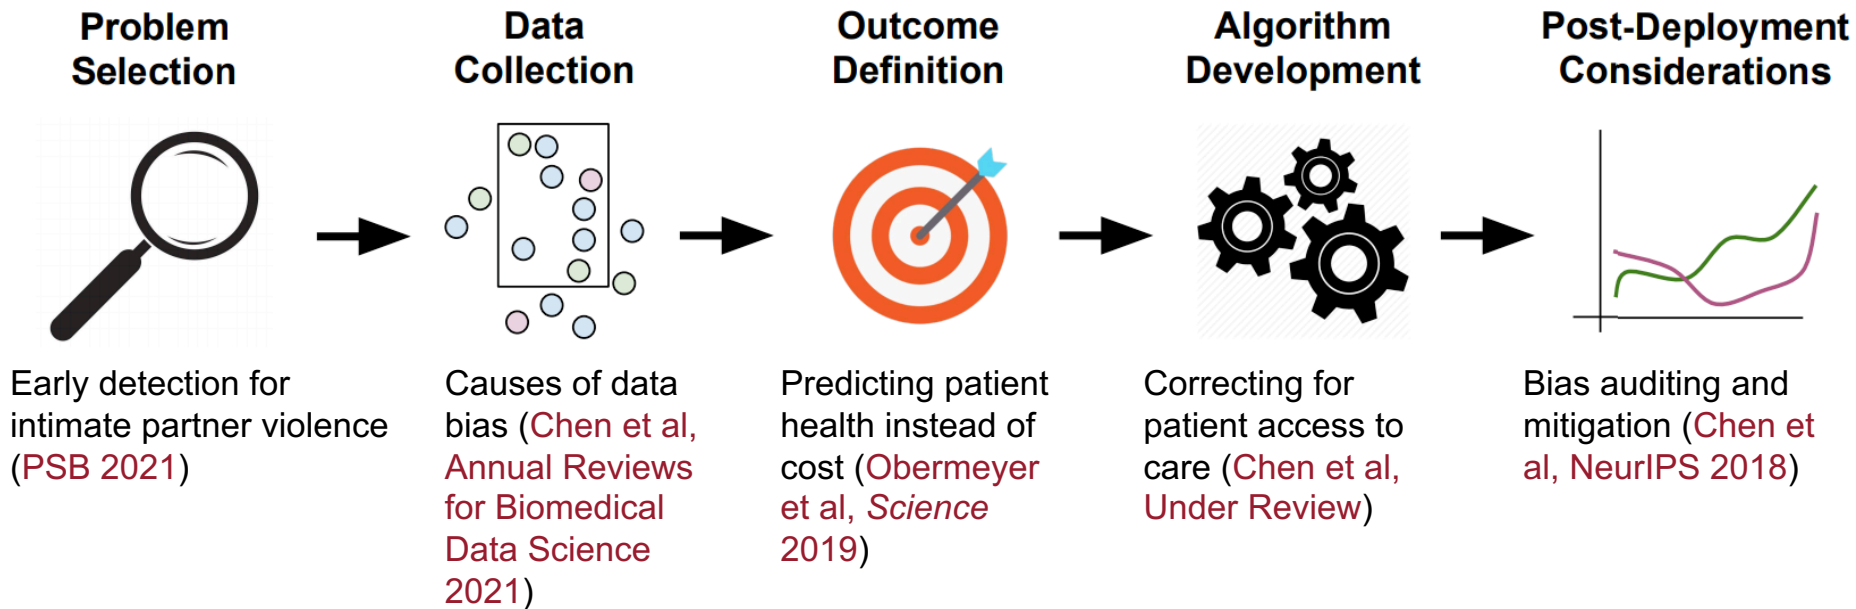 Problem
Selection
Data
Collection
Outcome
Definition
Algorithm
Development
Post-Deployment
Considerations
Early detection for
intimate partner violence
(PSB 2021)
Causes of data
bias (Chen et al,
Annual Reviews
for Biomedical
Data Science
2021)
Predicting patient
health instead of
cost (Obermeyer
et al, Science
2019)
Correcting for
patient access to
care (Chen et al,
Under Review)
Bias auditing and
mitigation (Chen et
al, NeurIPS 2018)